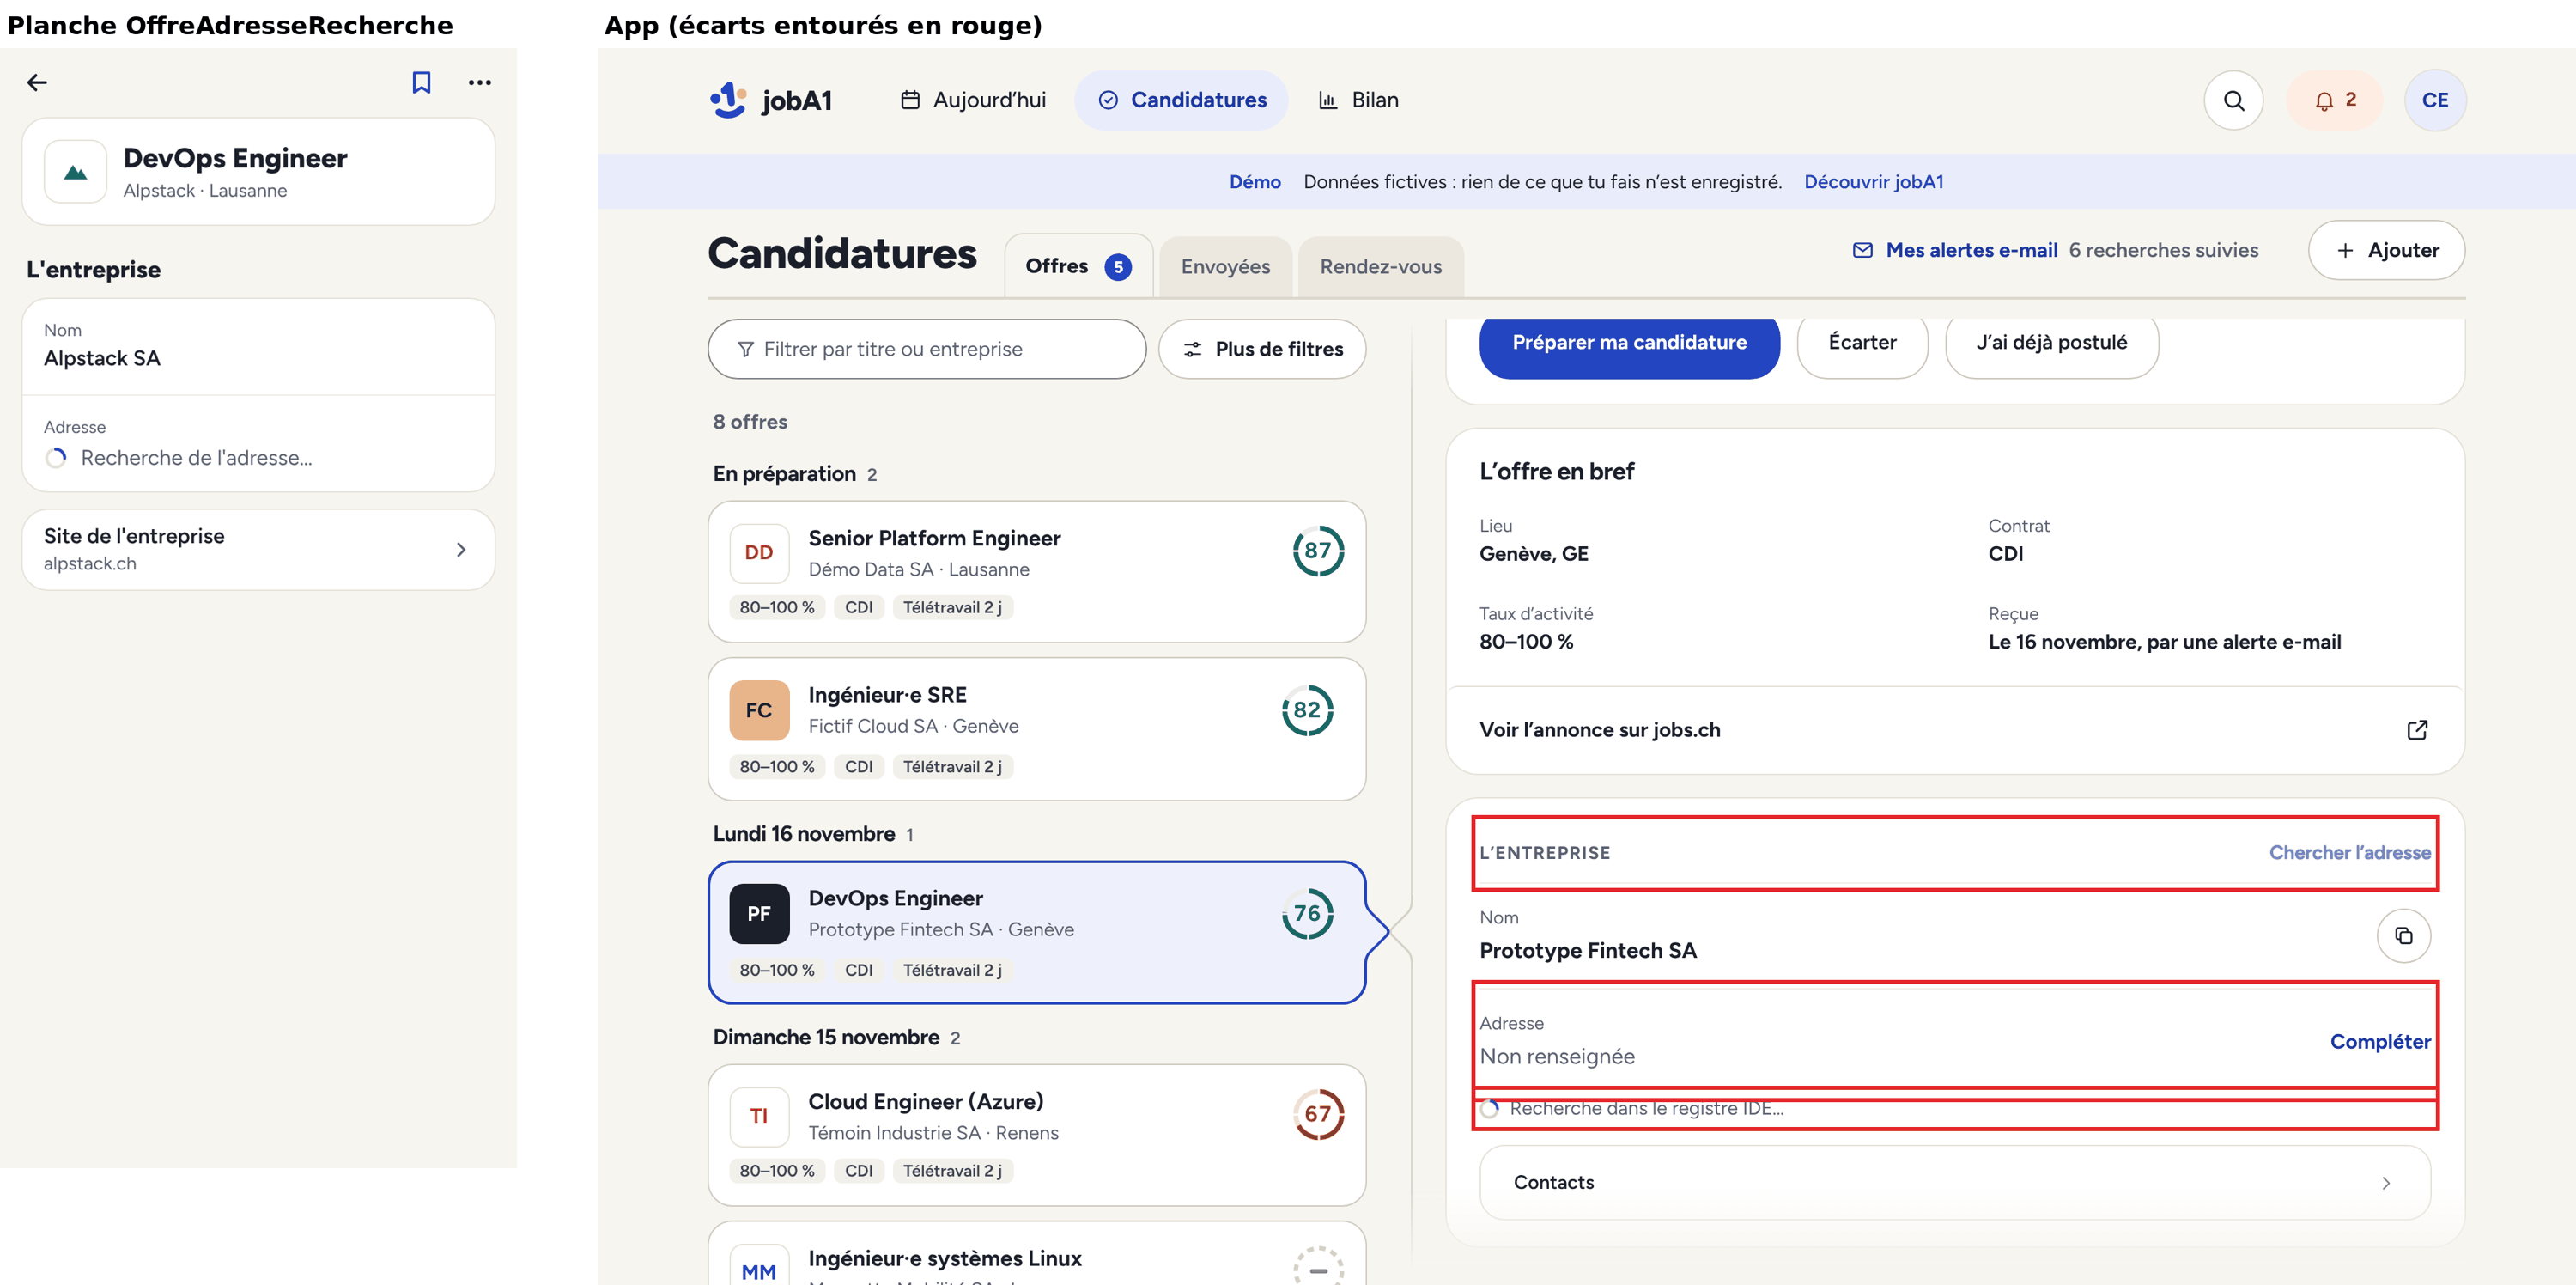 Planche OffreAdresseRecherche
DevOps Engineer
Alpstack · Lausanne
L'entreprise
Nom
Alpstack SA
Adresse
Recherche de l'adresse...
Site de l'entreprise
alpstack.ch
App (écarts entourés en rouge)
jobA1
Aujourd’hui
Candidatures
Bilan
2
CE
Démo Données fictives : rien de ce que tu fais n’est enregistré. Découvrir jobA1
Candidatures
Offres 5
Envoyées
Rendez-vous
Mes alertes e-mail 6 recherches suivies
Ajouter
Filtrer par titre ou entreprise
Plus de filtres
8 offres
En préparation 2
DD
Senior Platform Engineer
Démo Data SA · Lausanne
87
80–100 % CDI Télétravail 2 j
FC
Ingénieur·e SRE
Fictif Cloud SA · Genève
82
80–100 % CDI Télétravail 2 j
Lundi 16 novembre 1
PF
DevOps Engineer
Prototype Fintech SA · Genève
76
80–100 % CDI Télétravail 2 j
Dimanche 15 novembre 2
TI
Cloud Engineer (Azure)
Témoin Industrie SA · Renens
67
80–100 % CDI Télétravail 2 j
MM
Ingénieur·e systèmes Linux
Préparer ma candidature
Écarter
J’ai déjà postulé
L’offre en bref
Lieu
Genève, GE
Contrat
CDI
Taux d’activité
80–100 %
Reçue
Le 16 novembre, par une alerte e-mail
Voir l’annonce sur jobs.ch
L’ENTREPRISE
Chercher l’adresse
Nom
Prototype Fintech SA
Adresse
Non renseignée
Compléter
Recherche dans le registre IDE...
Contacts